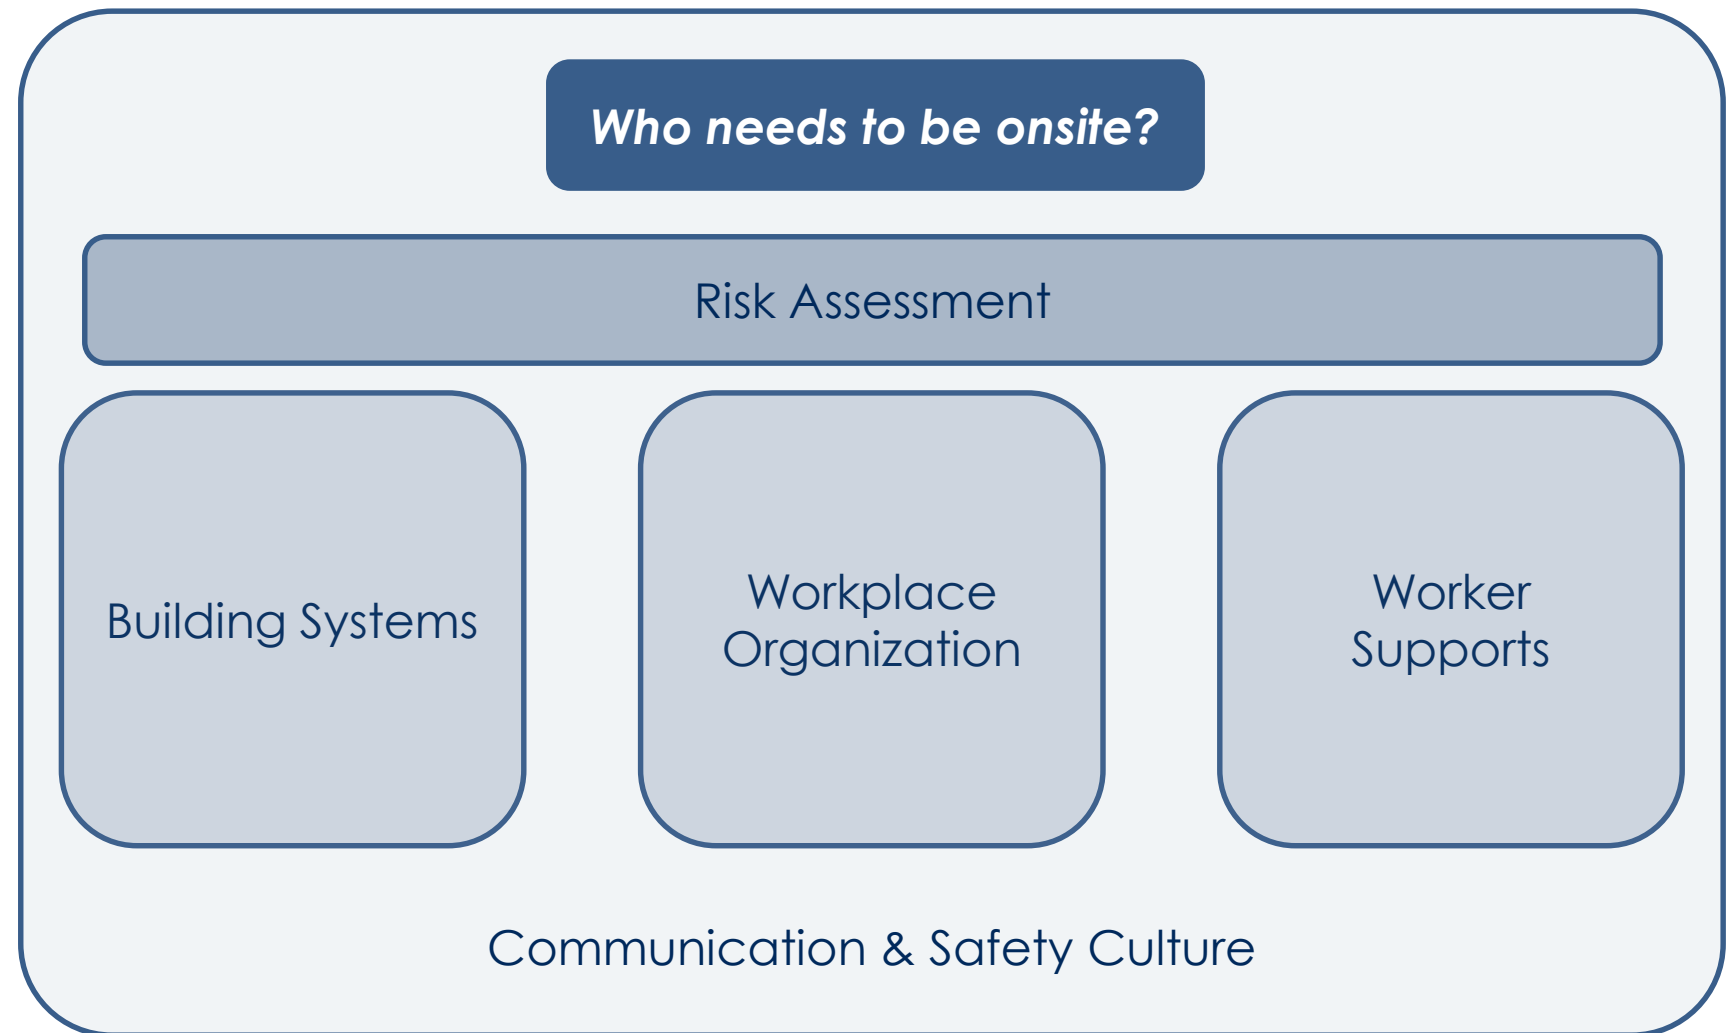 Who needs to be onsite?
Risk Assessment
Building Systems
Workplace
Organization
Worker
Supports
Communication & Safety Culture